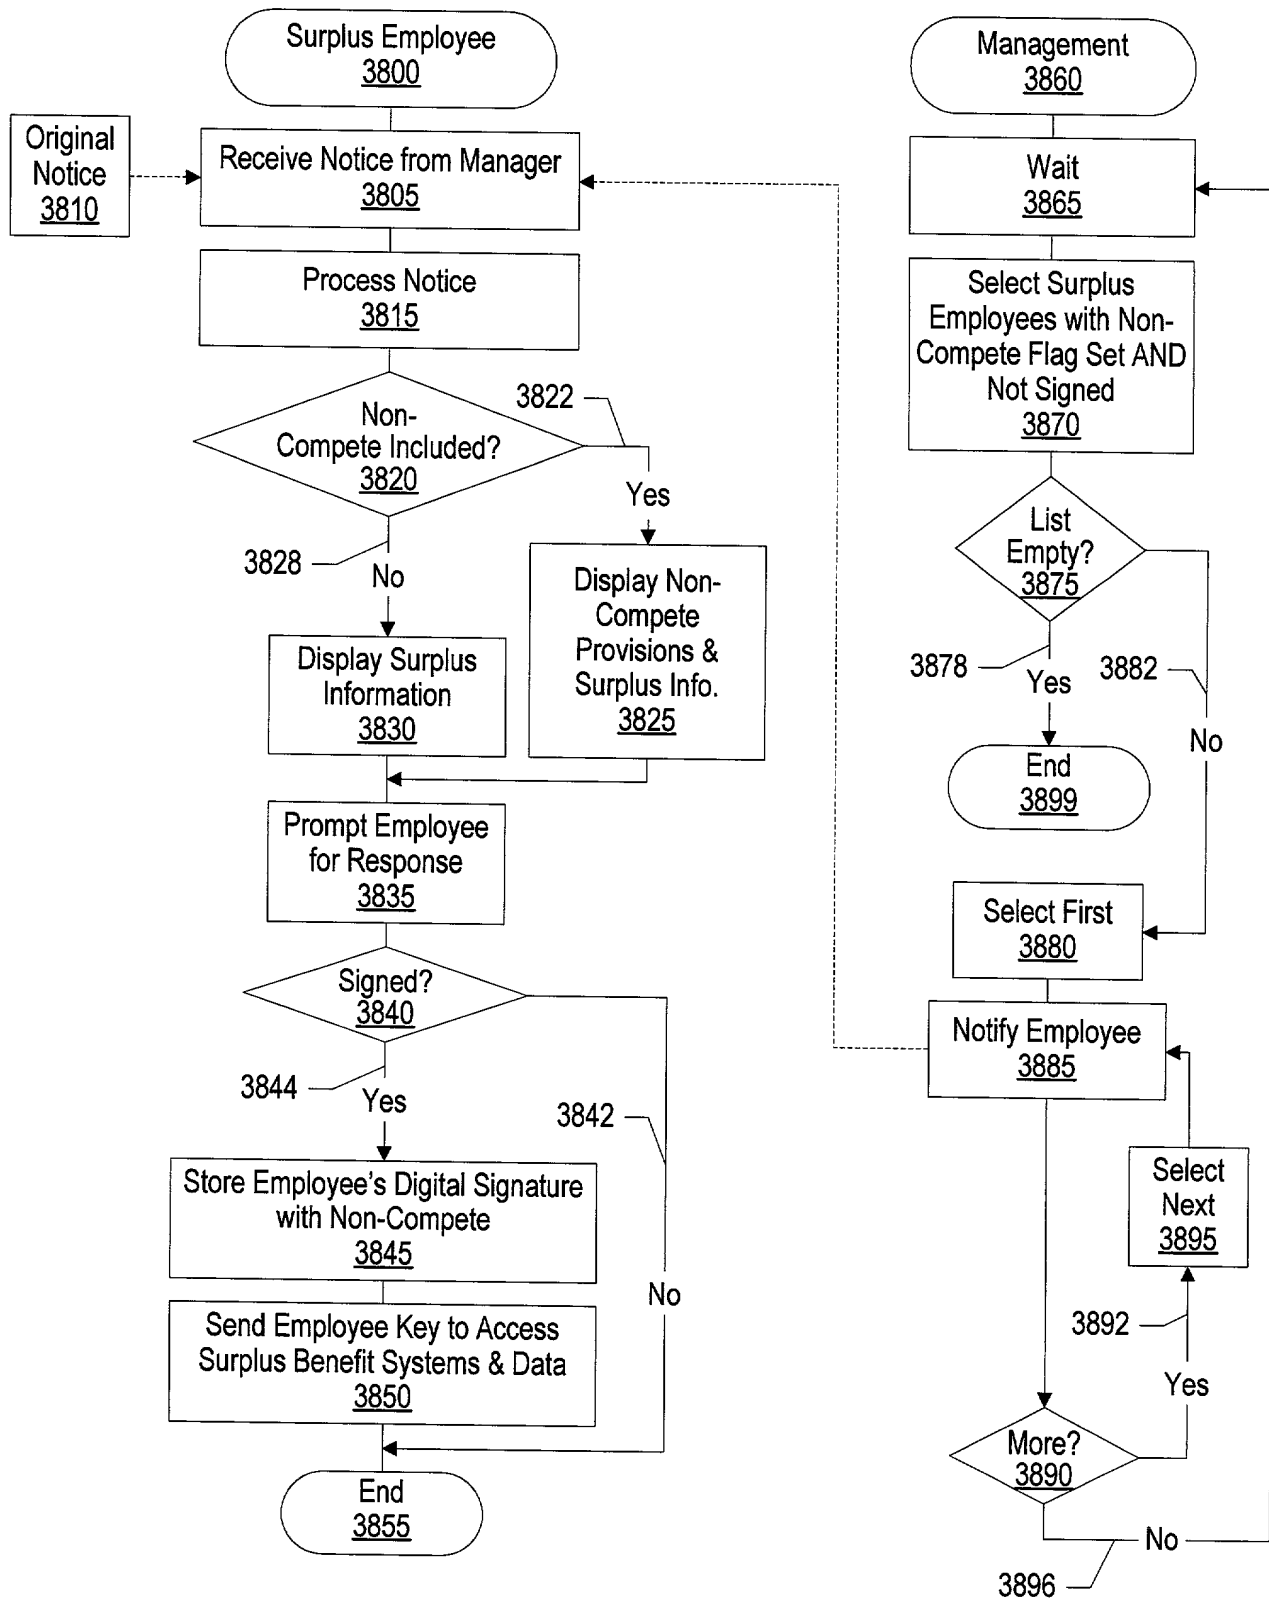 Surplus Employee
3800
Original
Notice
3810
Receive Notice from Manager
3805
Process Notice
3815
Non-
Compete Included?
3820
3822
Yes
3828
No
Display Surplus
Information
3830
Display Non-
Compete
Provisions &
Surplus Info.
3825
Prompt Employee
for Response
3835
Signed?
3840
3844
Yes
3842
No
Store Employee's Digital Signature
with Non-Compete
3845
Send Employee Key to Access
Surplus Benefit Systems & Data
3850
End
3855
Management
3860
Wait
3865
Select Surplus
Employees with Non-
Compete Flag Set AND
Not Signed
3870
List
Empty?
3875
3878
Yes
3882
No
End
3899
Select First
3880
Notify Employee
3885
Select
Next
3895
3892
Yes
More?
3890
No
3896